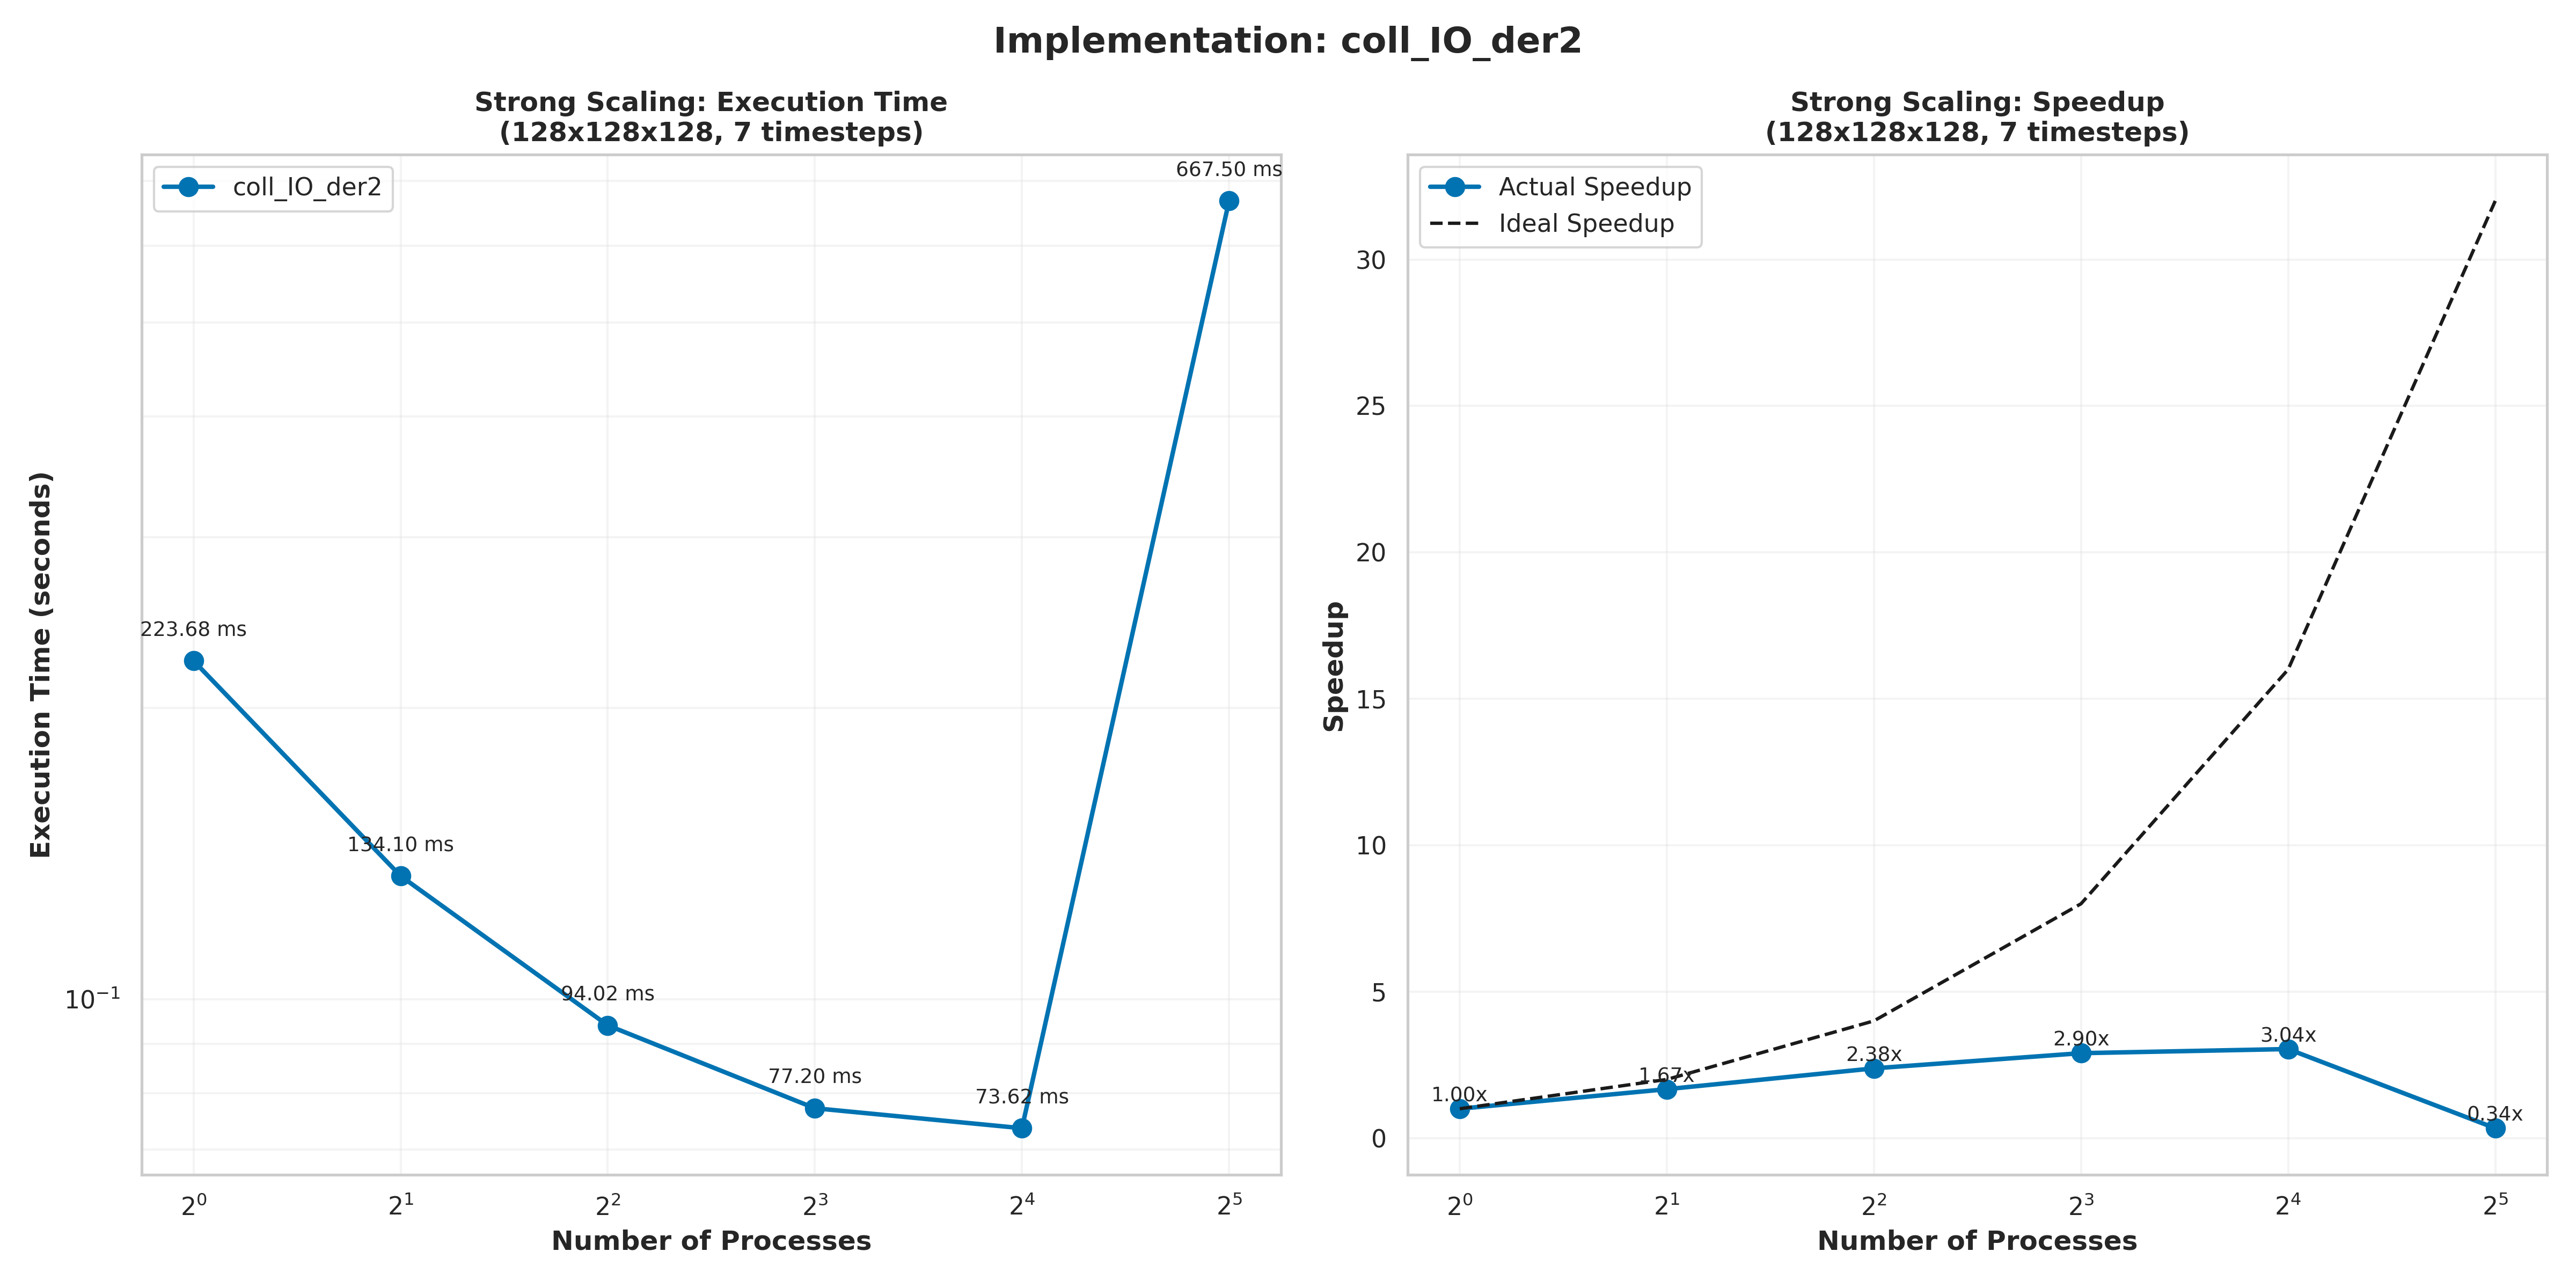 Implementation: coll_IO_der2
Strong Scaling: Execution Time
(128x128x128, 7 timesteps)
coll_IO_der2
667.50 ms
223.68 ms
134.10 ms
94.02 ms
77.20 ms
73.62 ms
Execution Time (seconds)
10⁻¹
2⁰ 2¹ 2² 2³ 2⁴ 2⁵
Number of Processes
Strong Scaling: Speedup
(128x128x128, 7 timesteps)
Actual Speedup
Ideal Speedup
Speedup
30
25
20
15
10
5
0
1.00x
1.67x
2.38x
2.90x
3.04x
0.34x
2⁰ 2¹ 2² 2³ 2⁴ 2⁵
Number of Processes